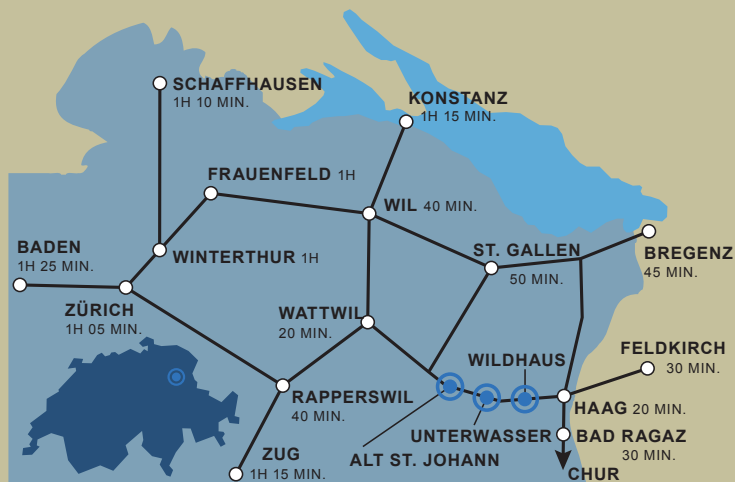 SCHAFFHAUSEN
1H 10 MIN.
KONSTANZ
1H 15 MIN.
FRAUENFELD 1H
WIL 40 MIN.
BADEN
1H 25 MIN.
WINTERTHUR 1H
ST. GALLEN
50 MIN.
BREGENZ
45 MIN.
ZÜRICH
1H 05 MIN.
WATTWIL
20 MIN.
WILDHAUS
FELDKIRCH
30 MIN.
RAPPERSWIL
40 MIN.
HAAG 20 MIN.
UNTERWASSER
BAD RAGAZ
30 MIN.
ALT ST. JOHANN
ZUG
1H 15 MIN.
CHUR